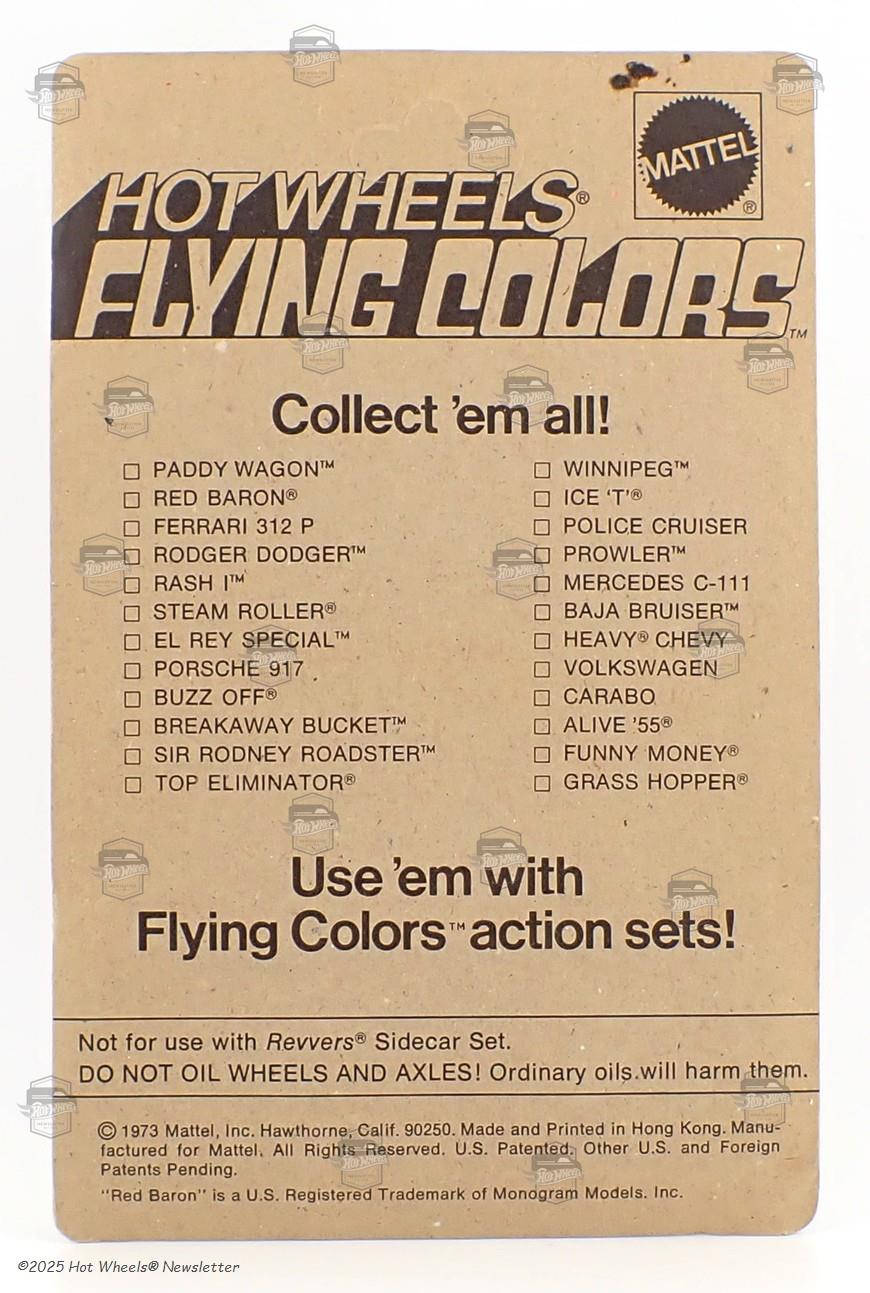 MATTEL®
HOT WHEELS®
FLYING COLORS™
Collect 'em all!
□ PADDY WAGON™
□ RED BARON®
□ FERRARI 312 P
□ RODGER DODGER™
□ RASH I™
□ STEAM ROLLER®
□ EL REY SPECIAL™
□ PORSCHE 917
□ BUZZ OFF®
□ BREAKAWAY BUCKET™
□ SIR RODNEY ROADSTER™
□ TOP ELIMINATOR®
□ WINNIPEG™
□ ICE 'T'®
□ POLICE CRUISER
□ PROWLER™
□ MERCEDES C-111
□ BAJA BRUISER™
□ HEAVY® CHEVY
□ VOLKSWAGEN
□ CARABO
□ ALIVE '55®
□ FUNNY MONEY®
□ GRASS HOPPER®
Use 'em with
Flying Colors™ action sets!
Not for use with Revvers® Sidecar Set.
DO NOT OIL WHEELS AND AXLES! Ordinary oils will harm them.
© 1973 Mattel, Inc. Hawthorne, Calif. 90250. Made and Printed in Hong Kong. Manu-
factured for Mattel. All Rights Reserved. U.S. Patented. Other U.S. and Foreign
Patents Pending.
"Red Baron" is a U.S. Registered Trademark of Monogram Models. Inc.
©2025 Hot Wheels® Newsletter